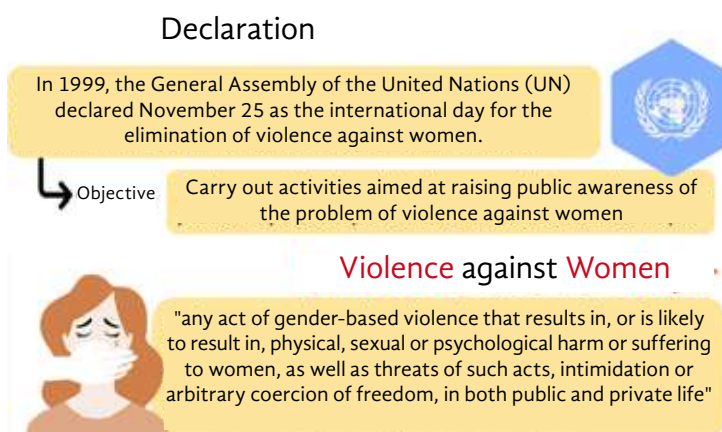 Declaration
In 1999, the General Assembly of the United Nations (UN)
declared November 25 as the international day for the
elimination of violence against women.
Objective
Carry out activities aimed at raising public awareness of
the problem of violence against women
Violence against Women
"any act of gender-based violence that results in, or is likely
to result in, physical, sexual or psychological harm or suffering
to women, as well as threats of such acts, intimidation or
arbitrary coercion of freedom, in both public and private life"